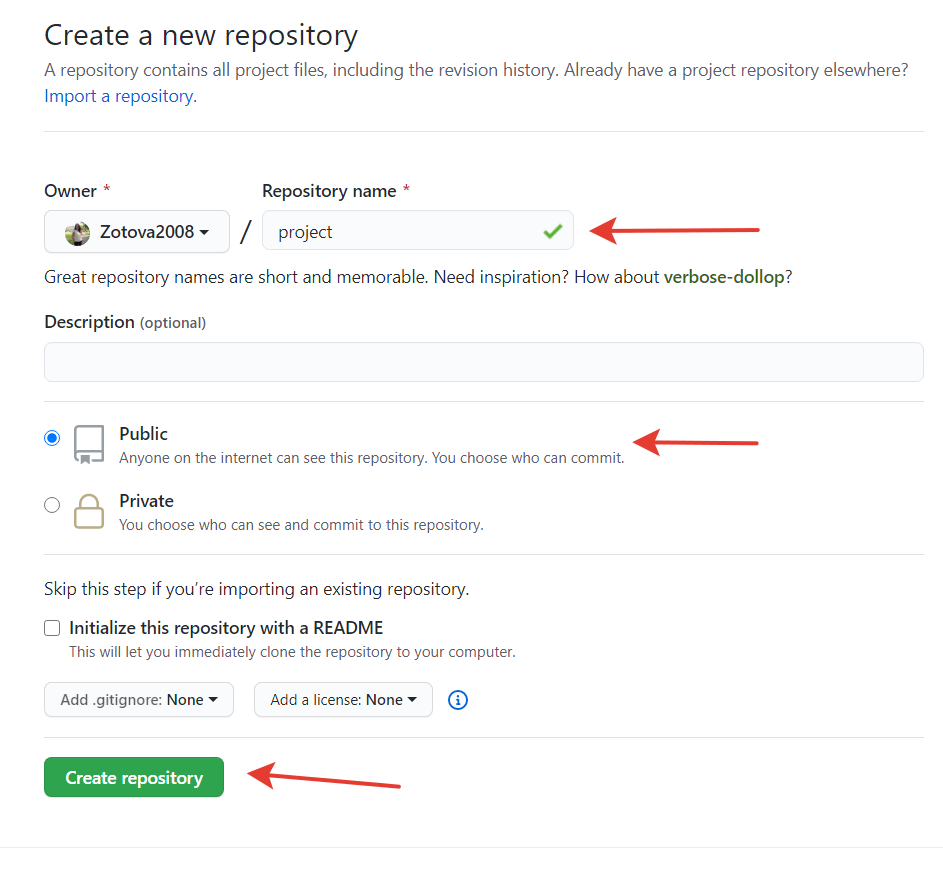 Create a new repository
A repository contains all project files, including the revision history. Already have a project repository elsewhere?
Import a repository.
Owner * Repository name *
Zotova2008 / project
Great repository names are short and memorable. Need inspiration? How about verbose-dollop?
Description (optional)
Public
Anyone on the internet can see this repository. You choose who can commit.
Private
You choose who can see and commit to this repository.
Skip this step if you’re importing an existing repository.
Initialize this repository with a README
This will let you immediately clone the repository to your computer.
Add .gitignore: None Add a license: None
Create repository